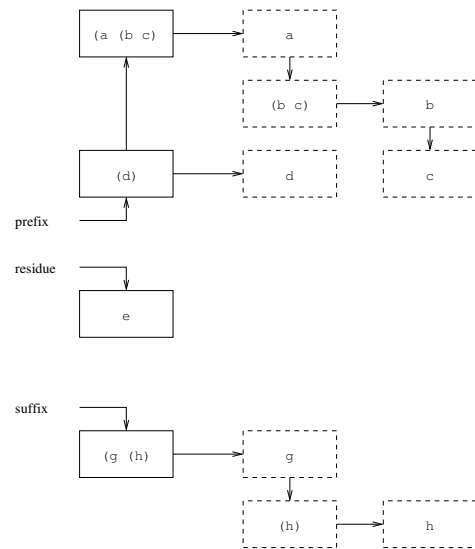 (a (b c)
a
(b c)
b
(d)
d
c
prefix
residue
e
suffix
(g (h)
g
(h)
h